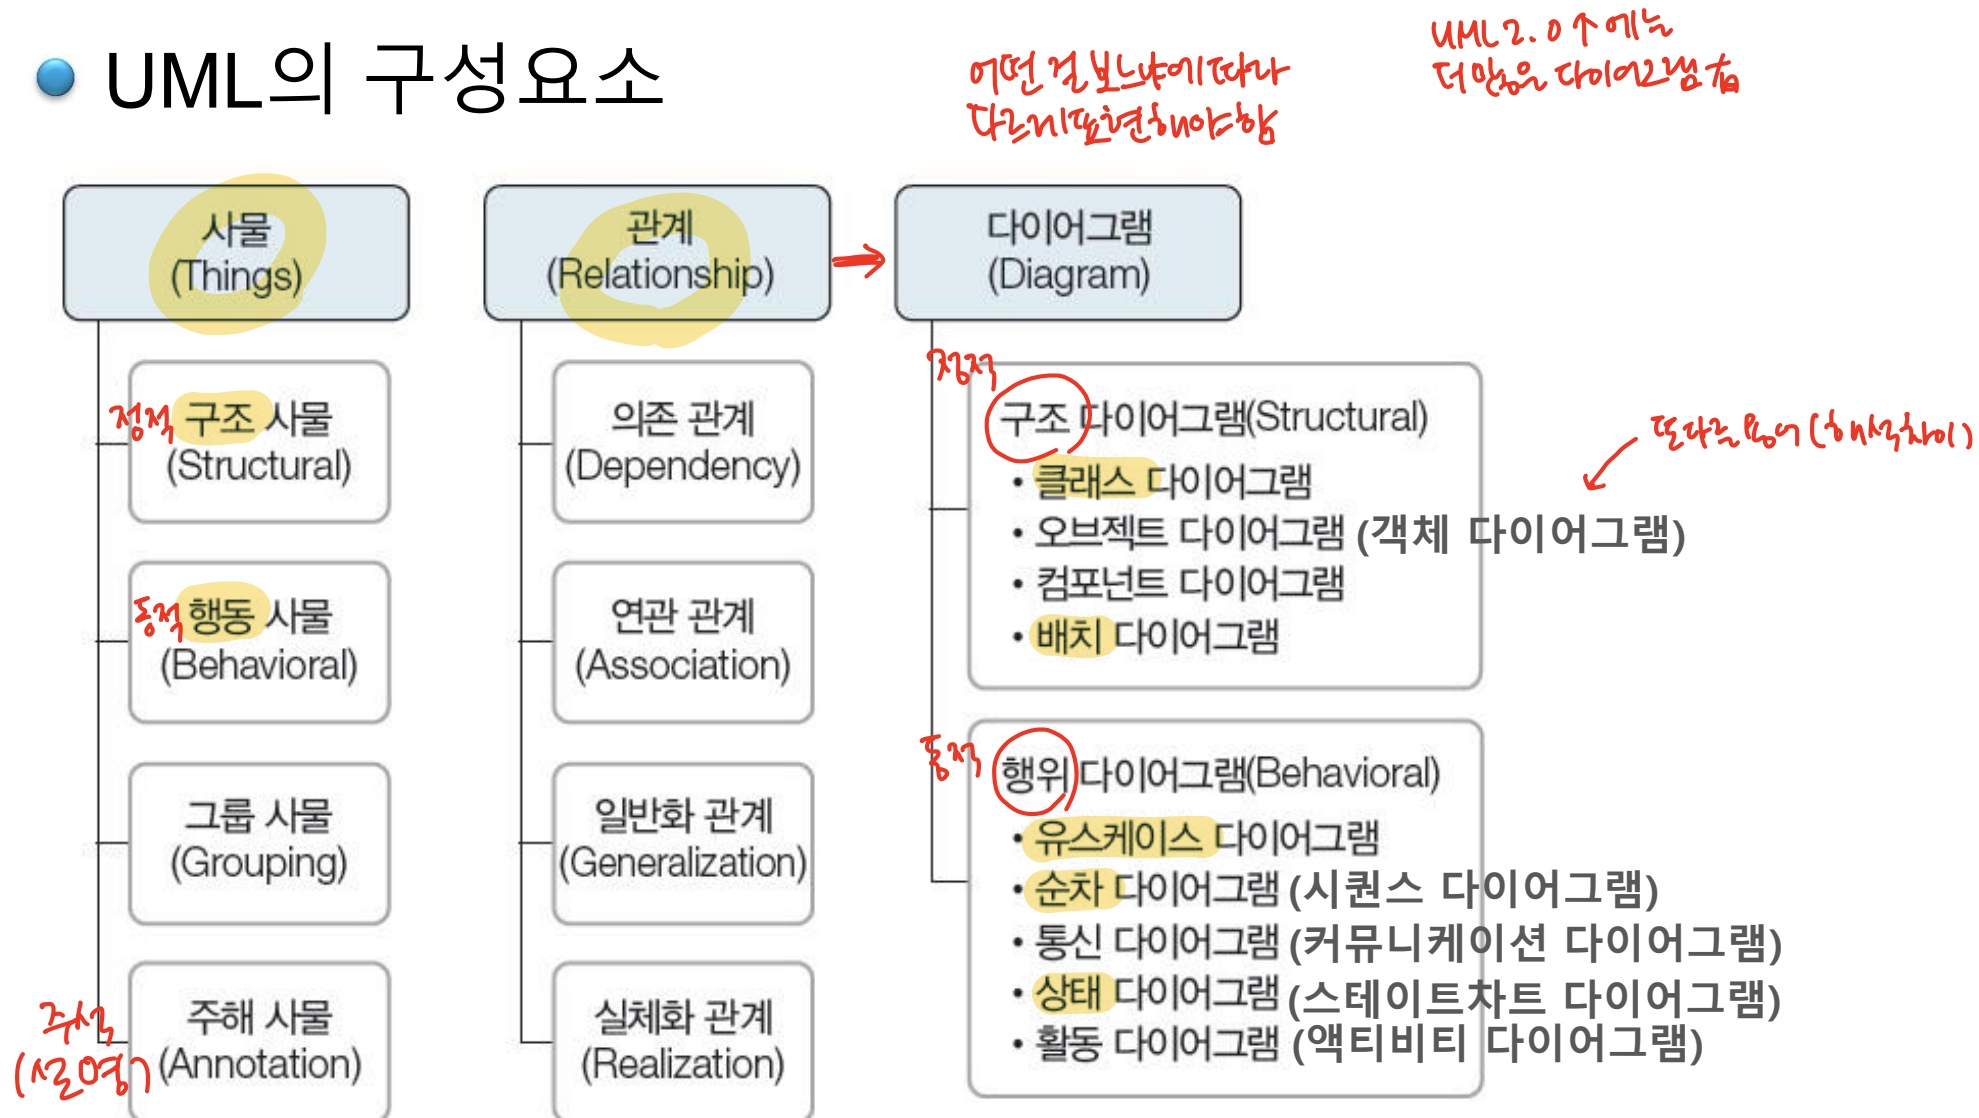 UML의 구성요소
어떤 걸 보느냐에 따라
다르게 표현해야함
UML 2.0 个 에는
더 많은 다이어그램 有
사물
(Things)
정적 구조 사물
(Structural)
동적 행동 사물
(Behavioral)
그룹 사물
(Grouping)
주석
(설명)
주해 사물
(Annotation)
관계
(Relationship)
의존 관계
(Dependency)
연관 관계
(Association)
일반화 관계
(Generalization)
실체화 관계
(Realization)
다이어그램
(Diagram)
정적
구조 다이어그램(Structural)
• 클래스 다이어그램
• 오브젝트 다이어그램 (객체 다이어그램)
• 컴포넌트 다이어그램
• 배치 다이어그램
또다른 용어 (해석차이)
동적
행위 다이어그램(Behavioral)
• 유스케이스 다이어그램
• 순차 다이어그램 (시퀀스 다이어그램)
• 통신 다이어그램 (커뮤니케이션 다이어그램)
• 상태 다이어그램 (스테이트차트 다이어그램)
• 활동 다이어그램 (액티비티 다이어그램)